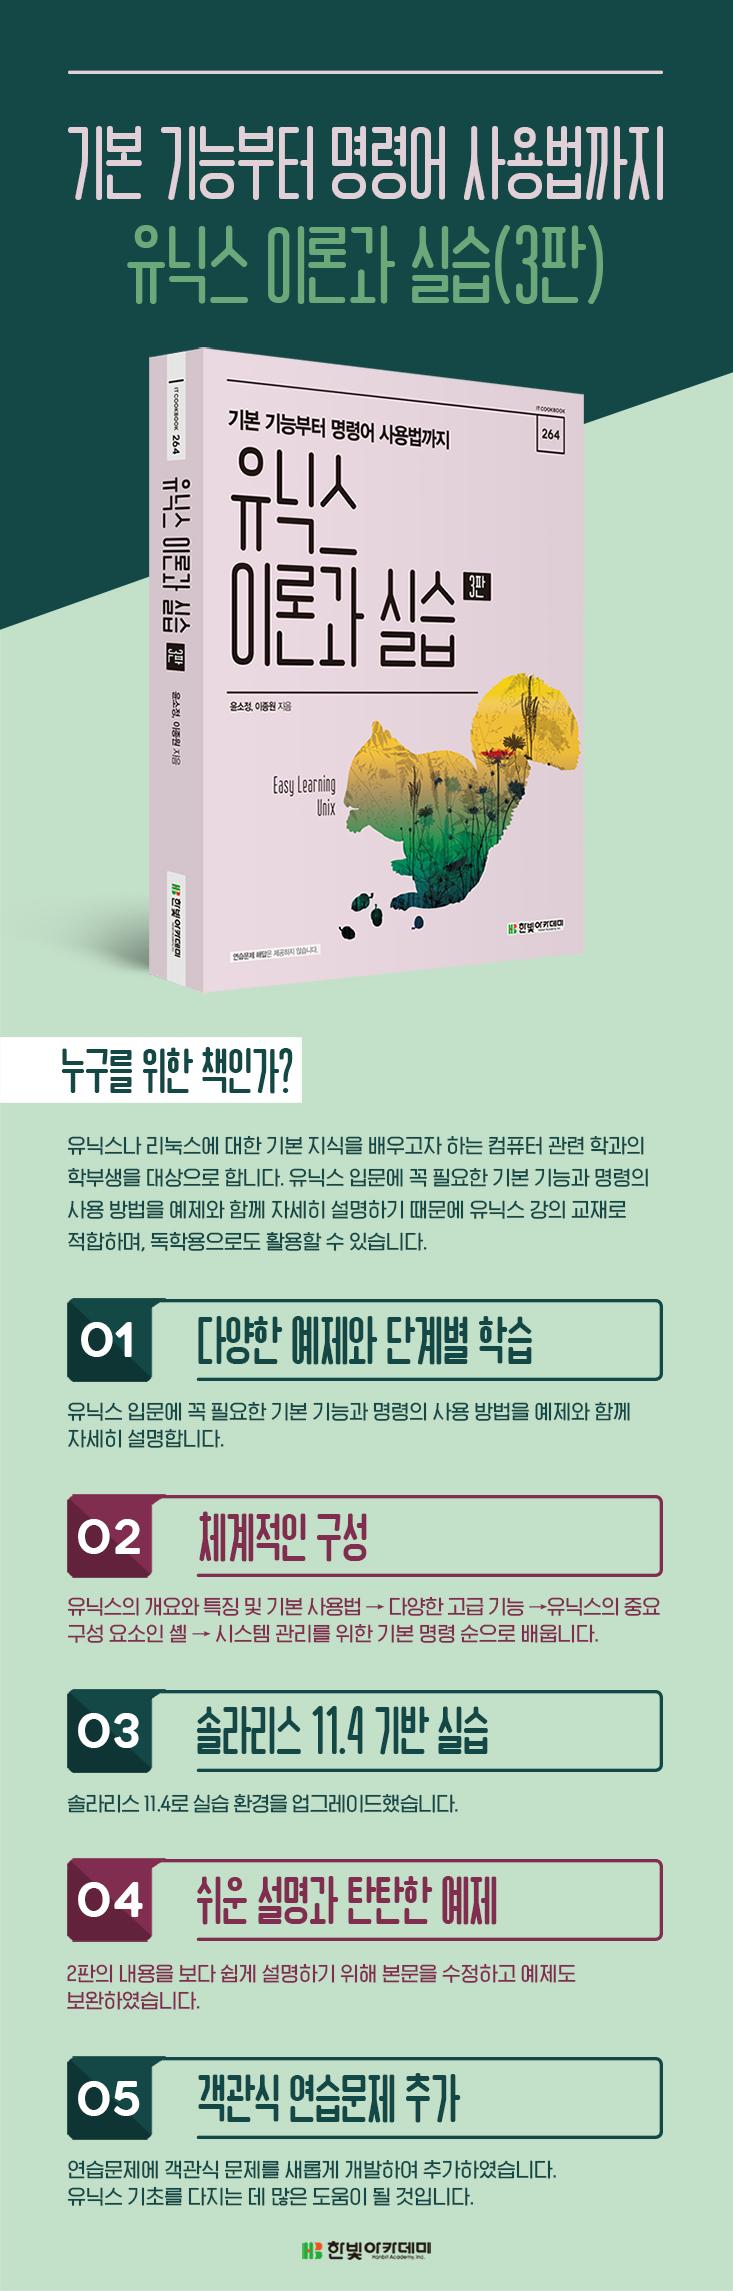 기본 기능부터 명령어 사용법까지
유닉스 이론과 실습(3판)
IT COOKBOOK 264
유닉스 이론과 실습 3판
윤소정, 이종원 지음
한빛아카데미
IT COOKBOOK
264
기본 기능부터 명령어 사용법까지
유닉스
이론과 실습 3판
윤소정, 이종원 지음
Easy Learning
Unix
한빛아카데미
Hanbit Academy, Inc.
연습문제 해답은 제공하지 않습니다.
누구를 위한 책인가?
유닉스나 리눅스에 대한 기본 지식을 배우고자 하는 컴퓨터 관련 학과의
학부생을 대상으로 합니다. 유닉스 입문에 꼭 필요한 기본 기능과 명령의
사용 방법을 예제와 함께 자세히 설명하기 때문에 유닉스 강의 교재로
적합하며, 독학용으로도 활용할 수 있습니다.
01 다양한 예제와 단계별 학습
유닉스 입문에 꼭 필요한 기본 기능과 명령의 사용 방법을 예제와 함께
자세히 설명합니다.
02 체계적인 구성
유닉스의 개요와 특징 및 기본 사용법 → 다양한 고급 기능 →유닉스의 중요
구성 요소인 셸 → 시스템 관리를 위한 기본 명령 순으로 배웁니다.
03 솔라리스 11.4 기반 실습
솔라리스 11.4로 실습 환경을 업그레이드했습니다.
04 쉬운 설명과 탄탄한 예제
2판의 내용을 보다 쉽게 설명하기 위해 본문을 수정하고 예제도
보완하였습니다.
05 객관식 연습문제 추가
연습문제에 객관식 문제를 새롭게 개발하여 추가하였습니다.
유닉스 기초를 다지는 데 많은 도움이 될 것입니다.
한빛아카데미
Hanbit Academy, Inc.